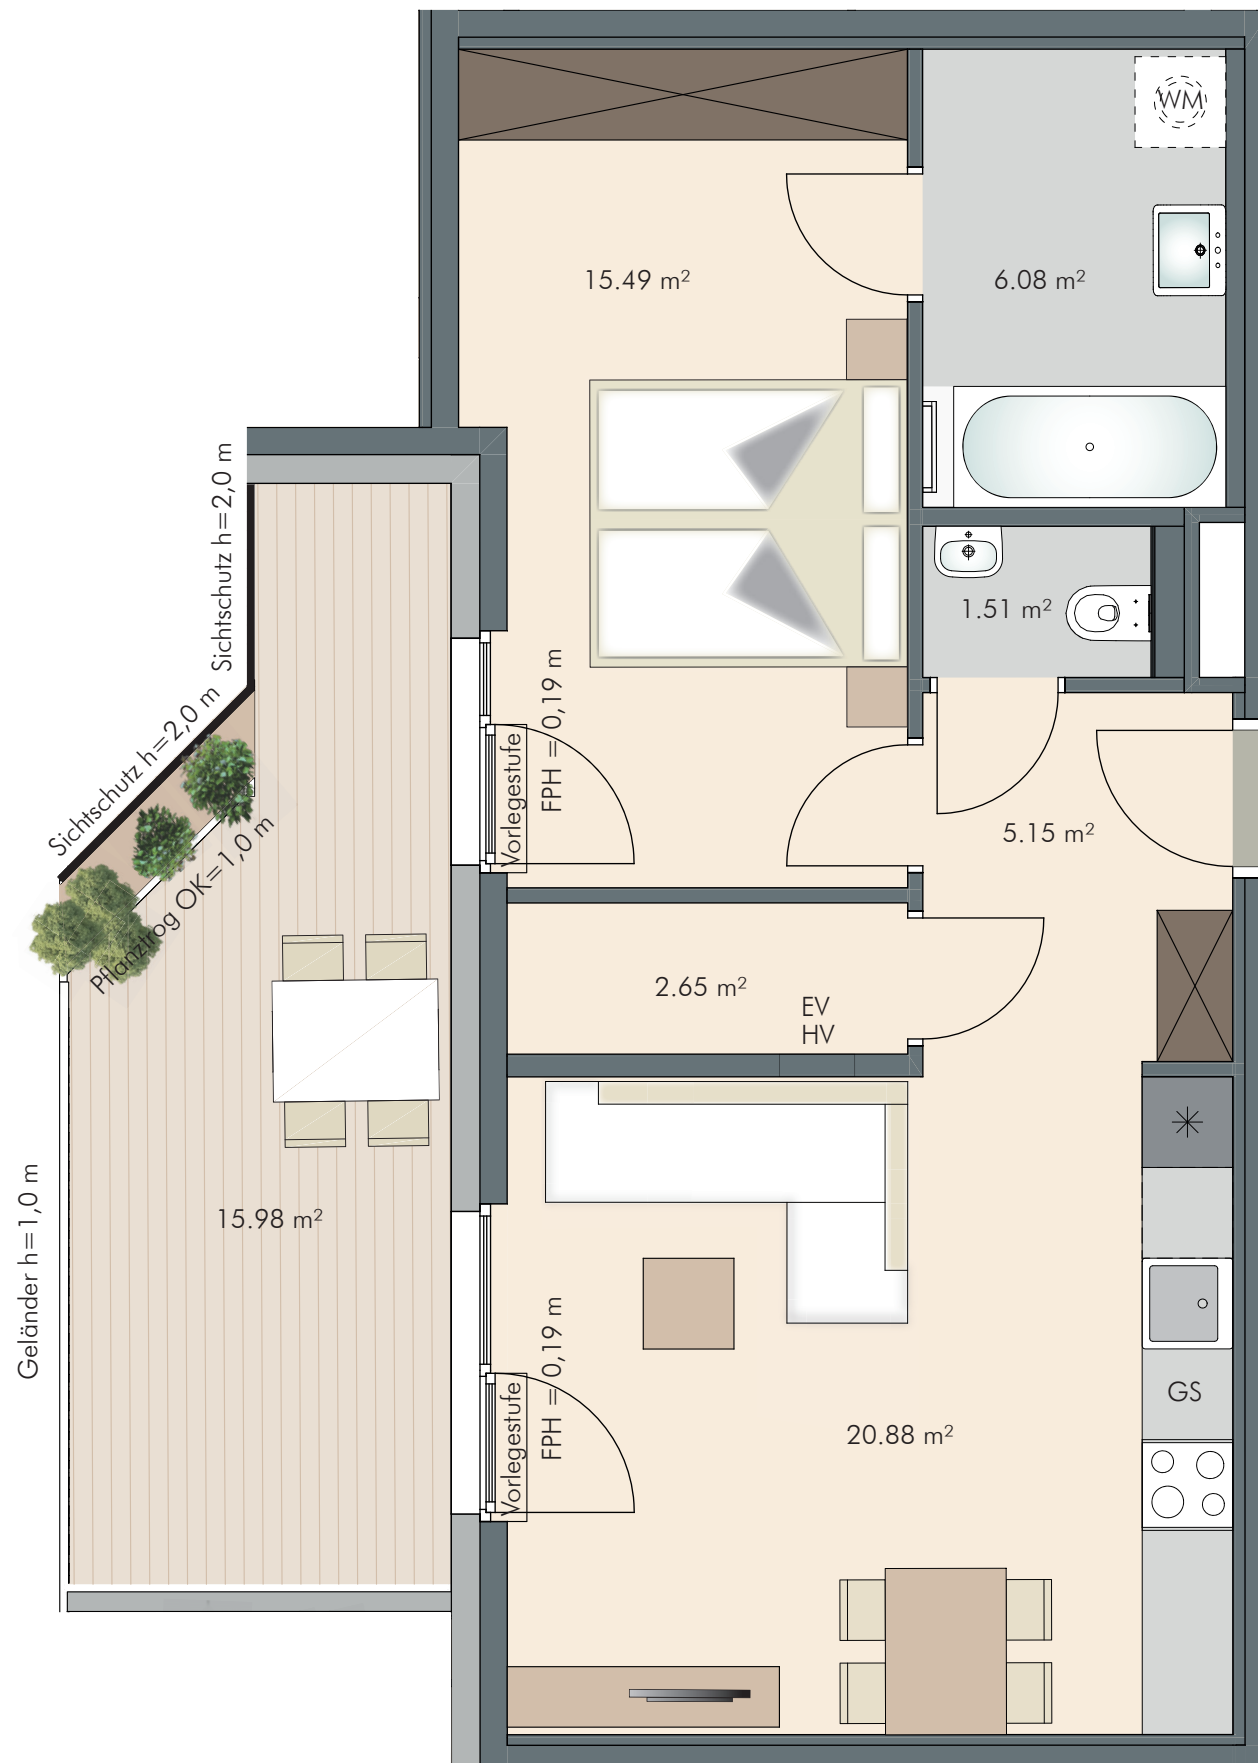 WM
15.49 m²
6.08 m²
Sichtschutz h=2,0 m
1.51 m²
FPH = 0,19 m
Vorlegestufe
Sichtschutz h=2,0 m
5.15 m²
Pflanztrog OK=1,0 m
2.65 m²
EV
HV
15.98 m²
Geländer h=1,0 m
FPH = 0,19 m
Vorlegestufe
GS
20.88 m²